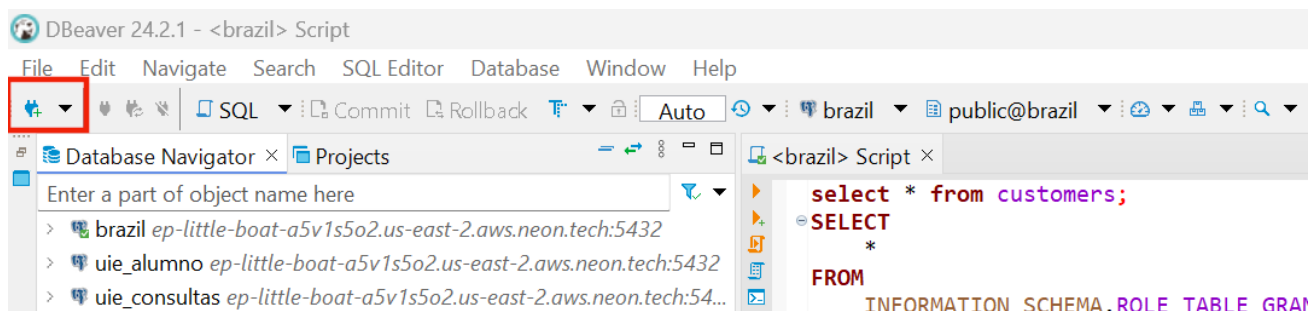 DBeaver 24.2.1 - <brazil> Script
File Edit Navigate Search SQL Editor Database Window Help
SQL Commit Rollback Auto brazil public@brazil
Database Navigator Projects <brazil> Script
Enter a part of object name here
select * from customers;
SELECT
brazil ep-little-boat-a5v1s5o2.us-east-2.aws.neon.tech:5432
*
uie_alumno ep-little-boat-a5v1s5o2.us-east-2.aws.neon.tech:5432
FROM
uie_consultas ep-little-boat-a5v1s5o2.us-east-2.aws.neon.tech:54...
INFORMATION_SCHEMA.ROLE_TABLE_GRAN